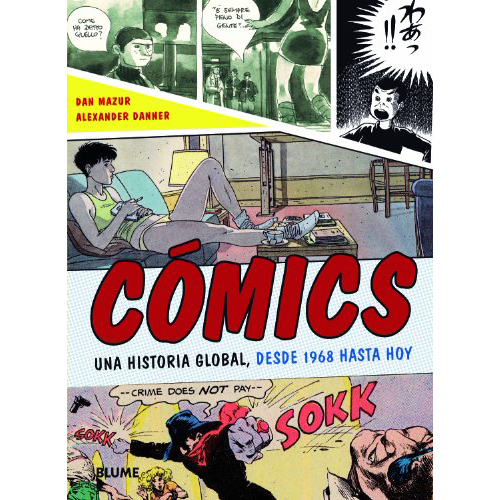 COME
HA DETTO
QUELLO?
"È SEMPRE
PIENO DI
GENTE"...
わあっ
!!
DAN MAZUR
ALEXANDER DANNER
CÓMICS
UNA HISTORIA GLOBAL, DESDE 1968 HASTA HOY
--CRIME DOES NOT PAY--
SOKK
SOKK
BLUME